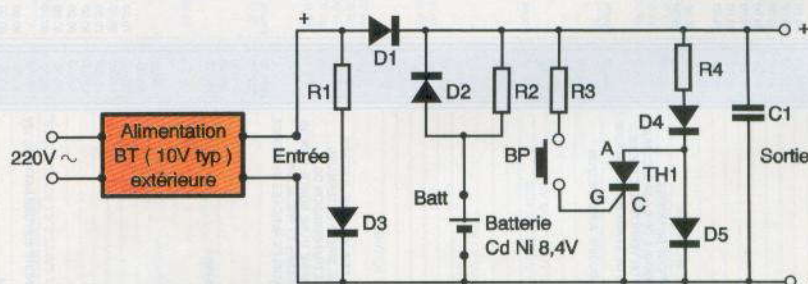 +
+
D1
R1
D2
R2
R3
R4
C1
D4
220V ~
Alimentation
BT ( 10V typ )
extérieure
Entrée
BP
A
TH1
G
C
Sortie
Batt
D3
Batterie
Cd Ni 8,4V
D5